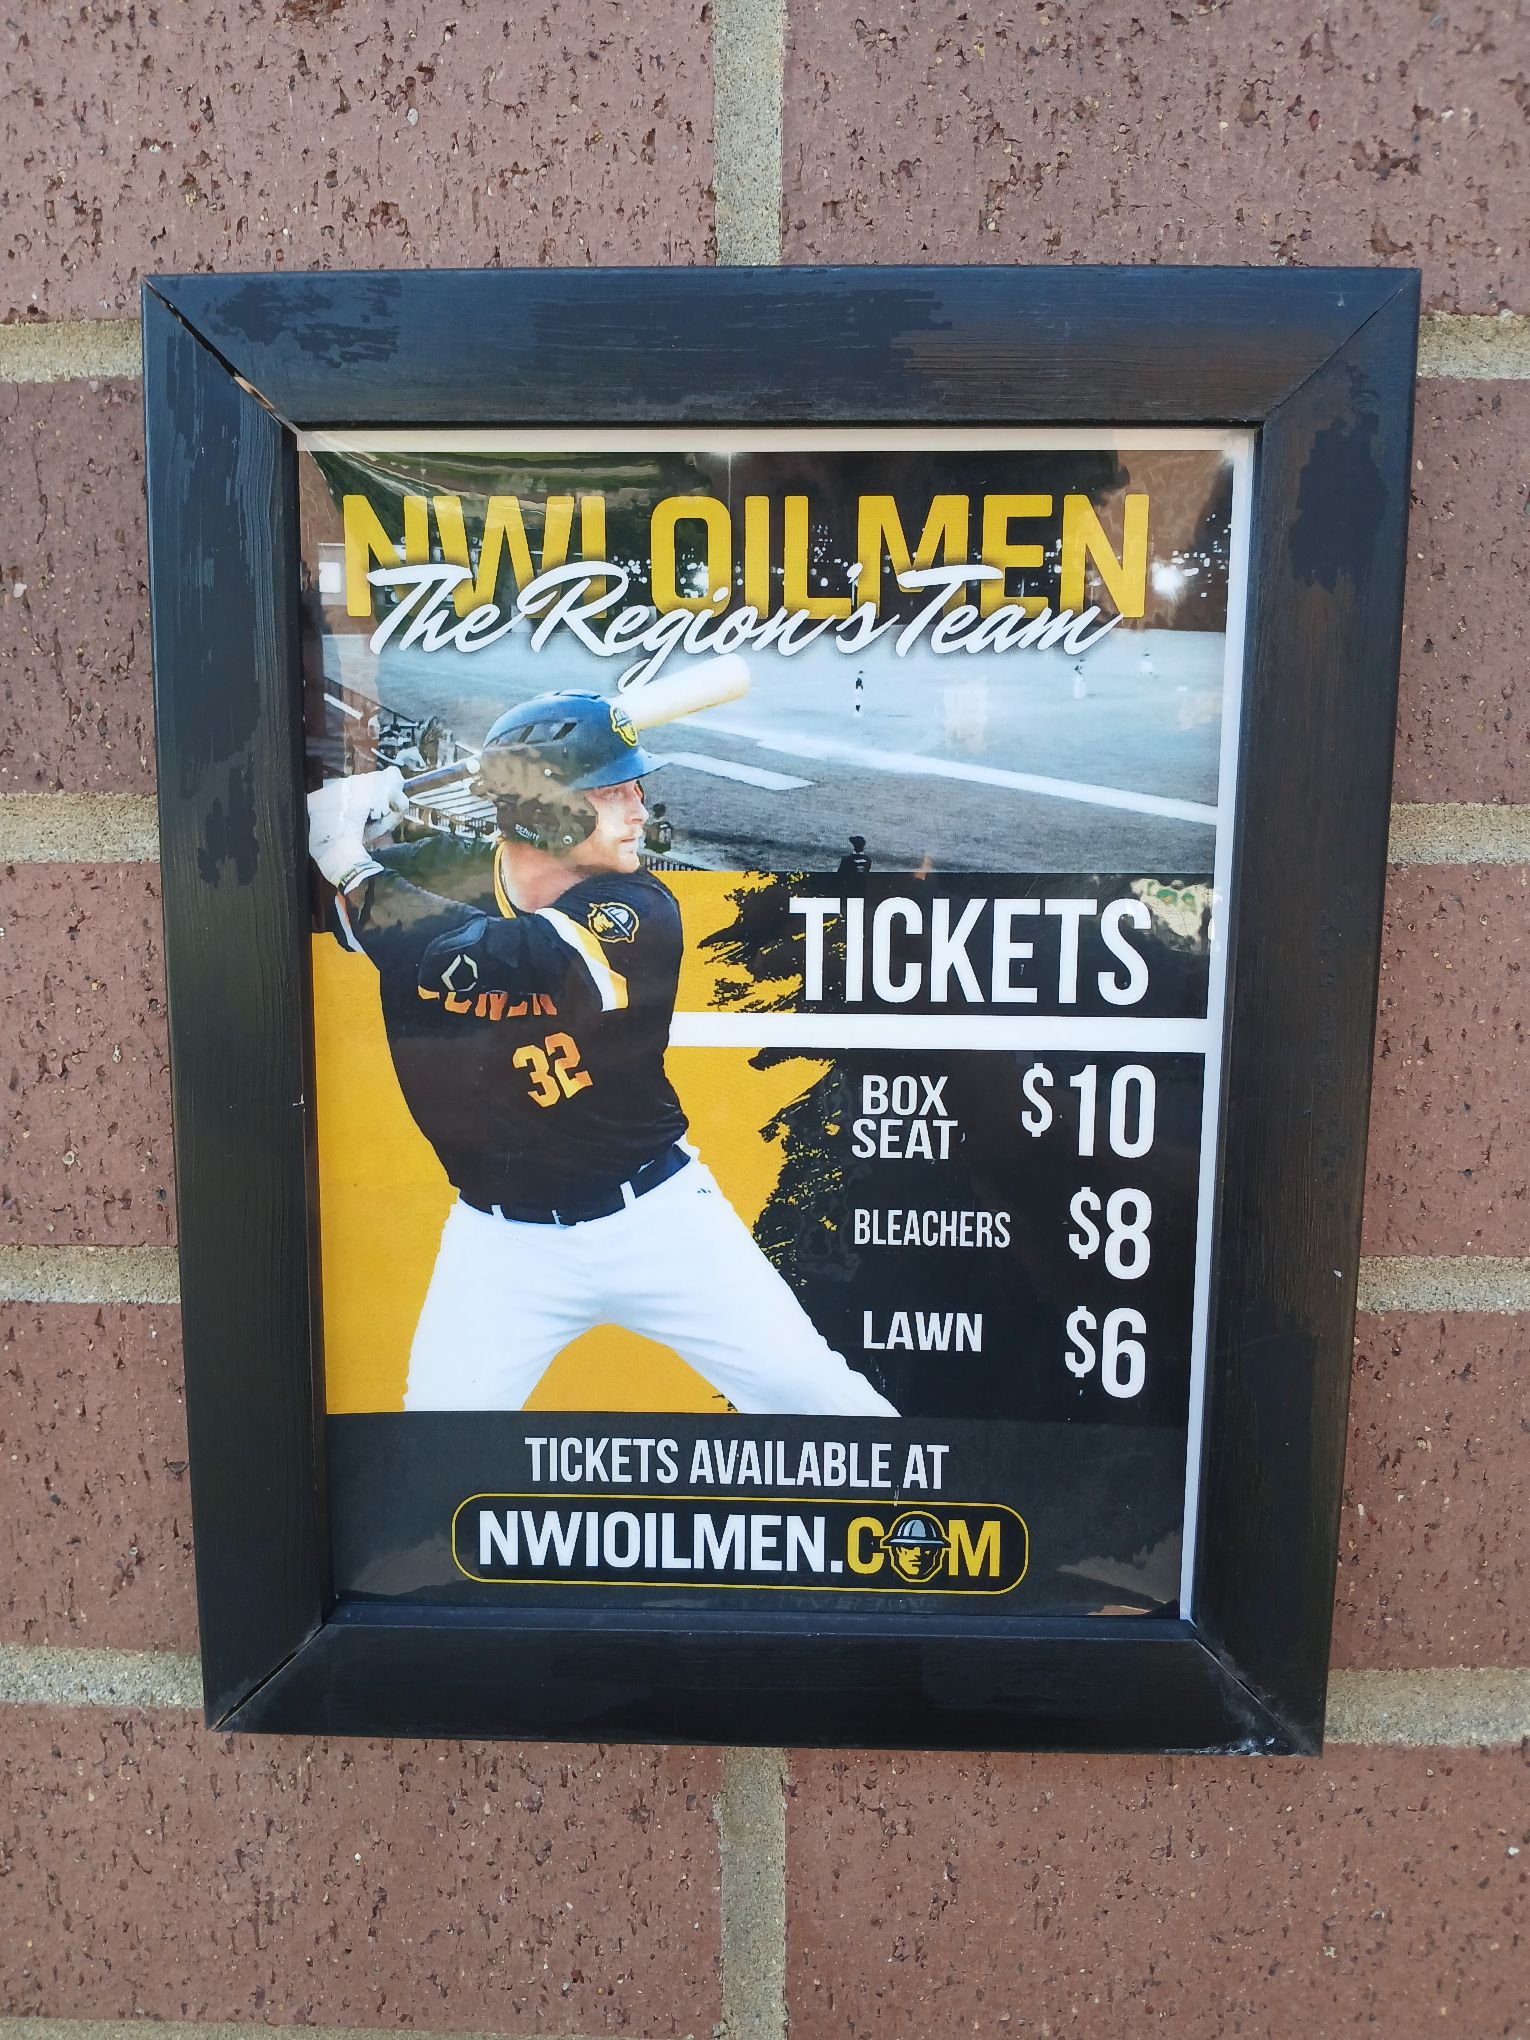 NWI OILMEN
The Region's Team
TICKETS
32
BOX
SEAT
$10
BLEACHERS
$8
LAWN
$6
TICKETS AVAILABLE AT
NWIOILMEN.COM